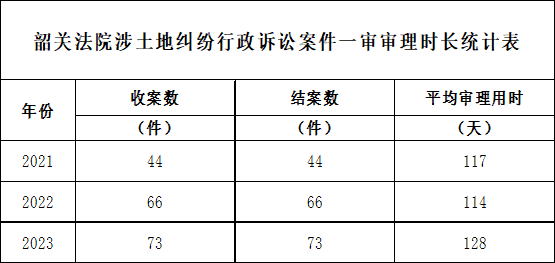 韶关法院涉土地纠纷行政诉讼案件一审审理时长统计表
年份 收案数 结案数 平均审理用时
（件） （件） （天）
2021 44 44 117
2022 66 66 114
2023 73 73 128